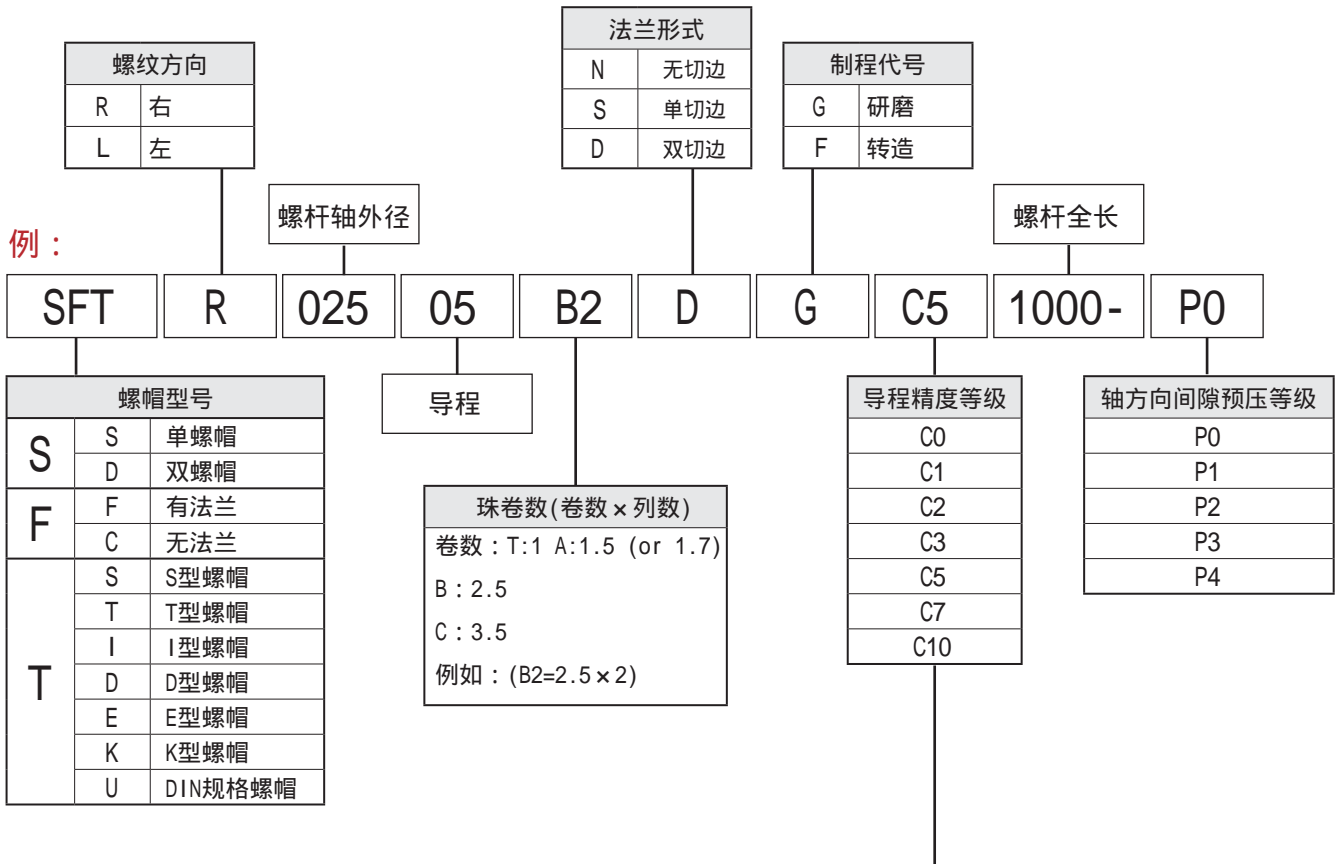 法兰形式
螺纹方向
制程代号
N 无切边
R 右
S 单切边
G 研磨
L 左
D 双切边
F 转造
螺杆轴外径
螺杆全长
例：
SFT R 025 05 B2 D G C5 1000- P0
导程
螺帽型号
S
S 单螺帽
D 双螺帽
F
F 有法兰
C 无法兰
T
S S型螺帽
T T型螺帽
I I型螺帽
D D型螺帽
E E型螺帽
K K型螺帽
U DIN规格螺帽
珠卷数(卷数×列数)
卷数：T:1 A:1.5 (or 1.7)
B：2.5
C：3.5
例如：(B2=2.5×2)
导程精度等级
C0
C1
C2
C3
C5
C7
C10
轴方向间隙预压等级
P0
P1
P2
P3
P4